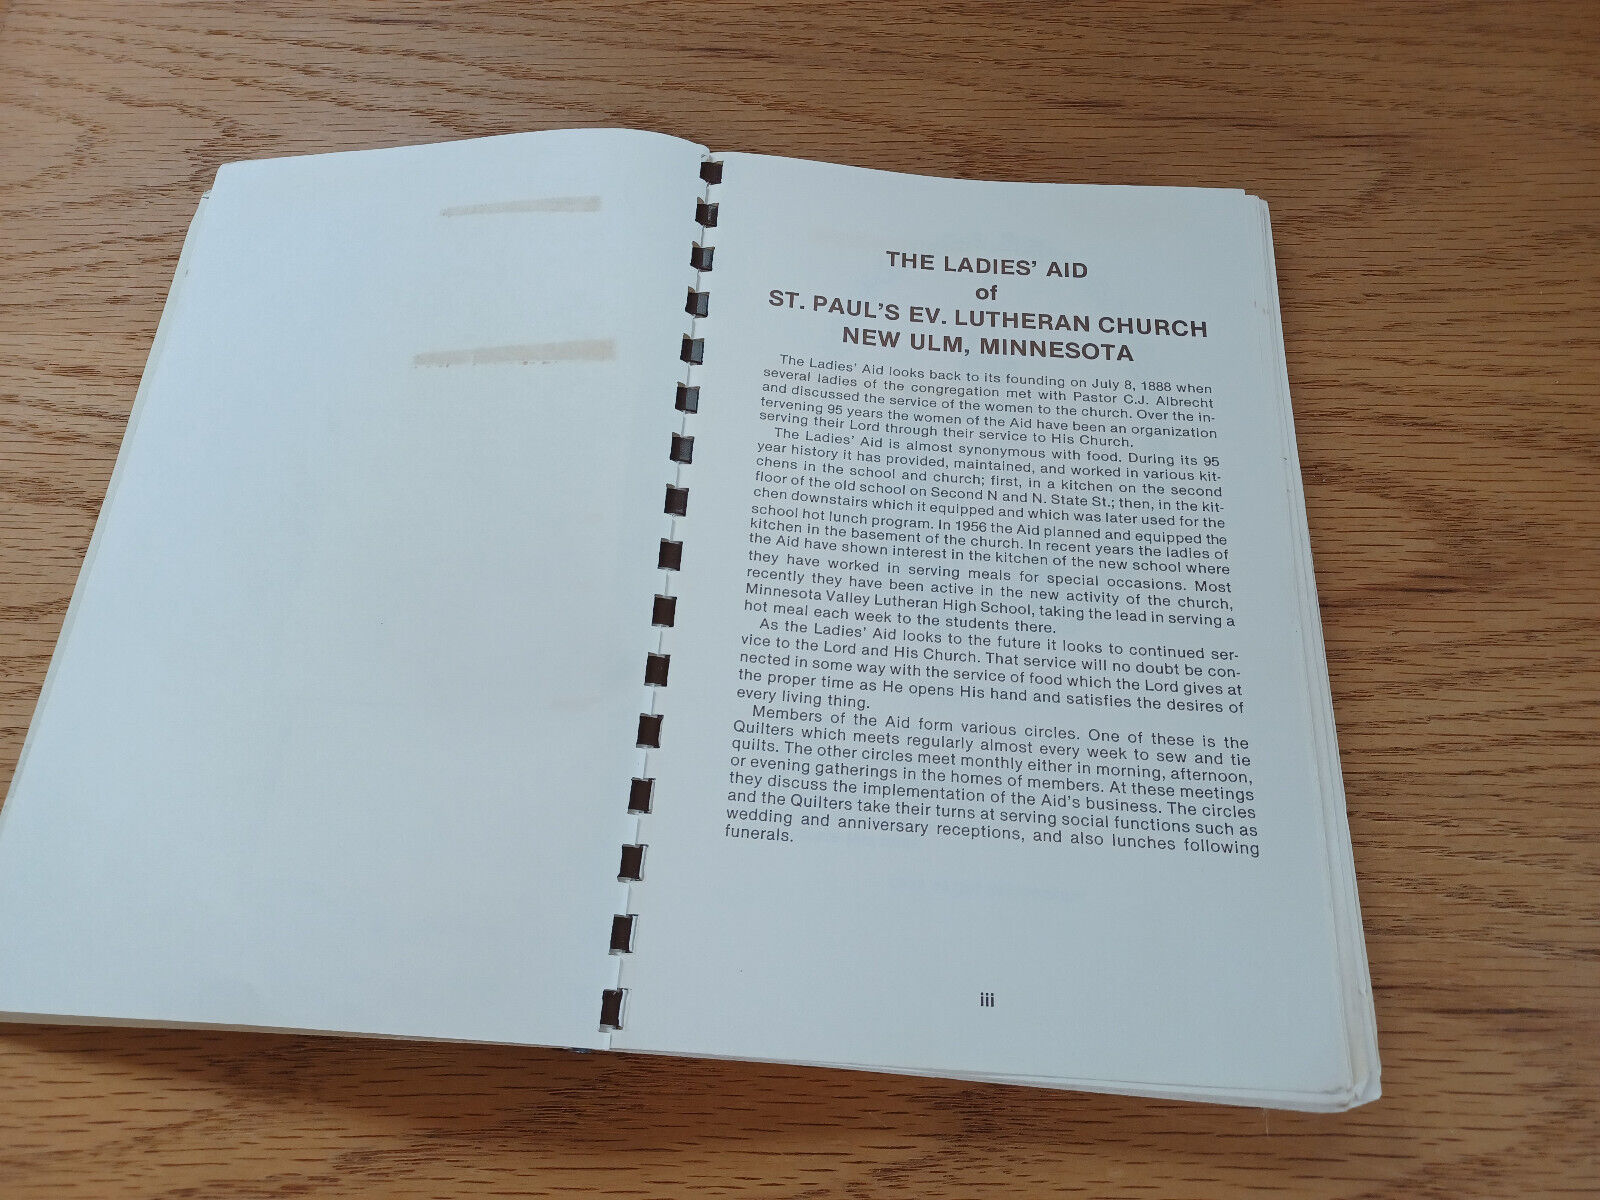 THE LADIES' AID
of
ST. PAUL'S EV. LUTHERAN CHURCH
NEW ULM, MINNESOTA
The Ladies' Aid looks back to its founding on July 8, 1888 when
several ladies of the congregation met with Pastor C.J. Albrecht
and discussed the service of the women to the church. Over the in-
tervening 95 years the women of the Aid have been an organization
serving their Lord through their service to His Church.
The Ladies' Aid is almost synonymous with food. During its 95
year history it has provided, maintained, and worked in various kit-
chens in the school and church; first, in a kitchen on the second
floor of the old school on Second N and N. State St.; then, in the kit-
chen downstairs which it equipped and which was later used for the
school hot lunch program. In 1956 the Aid planned and equipped the
kitchen in the basement of the church. In recent years the ladies of
the Aid have shown interest in the kitchen of the new school where
they have worked in serving meals for special occasions. Most
recently they have been active in the new activity of the church,
Minnesota Valley Lutheran High School, taking the lead in serving a
hot meal each week to the students there.
As the Ladies' Aid looks to the future it looks to continued ser-
vice to the Lord and His Church. That service will no doubt be con-
nected in some way with the service of food which the Lord gives at
the proper time as He opens His hand and satisfies the desires of
every living thing.
Members of the Aid form various circles. One of these is the
Quilters which meets regularly almost every week to sew and tie
quilts. The other circles meet monthly either in morning, afternoon,
or evening gatherings in the homes of members. At these meetings
they discuss the implementation of the Aid's business. The circles
and the Quilters take their turns at serving social functions such as
wedding and anniversary receptions, and also lunches following
funerals.
iii